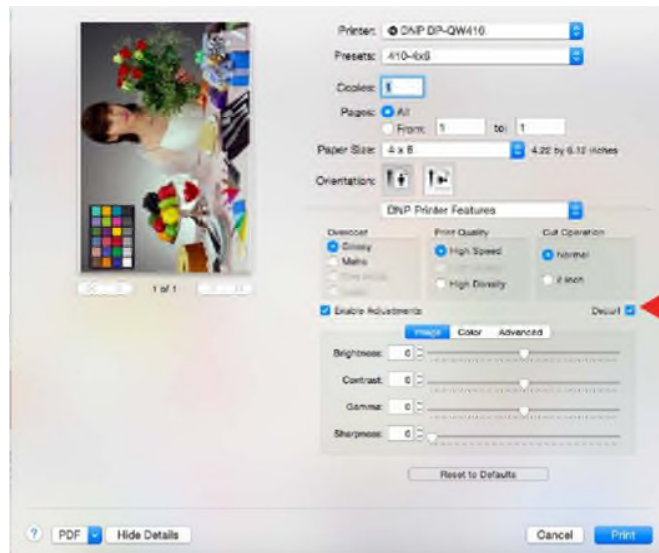 Printer: DNP DP-QW410
Presets: 410-4x6
Copies: 1
Pages: All
From: 1 to: 1
Paper Size: 4 x 6 4.22 by 6.12 inches
Orientation:
DNP Printer Features
Overcoat Print Quality Cut Operation
Glossy High Speed Normal
Matte
High Density 2 inch
1 of 1
Enable Adjustments Decurl
Image Color Advanced
Brightness: 0
Contrast: 0
Gamma: 0
Sharpness: 0
Reset to Defaults
? PDF Hide Details Cancel Print